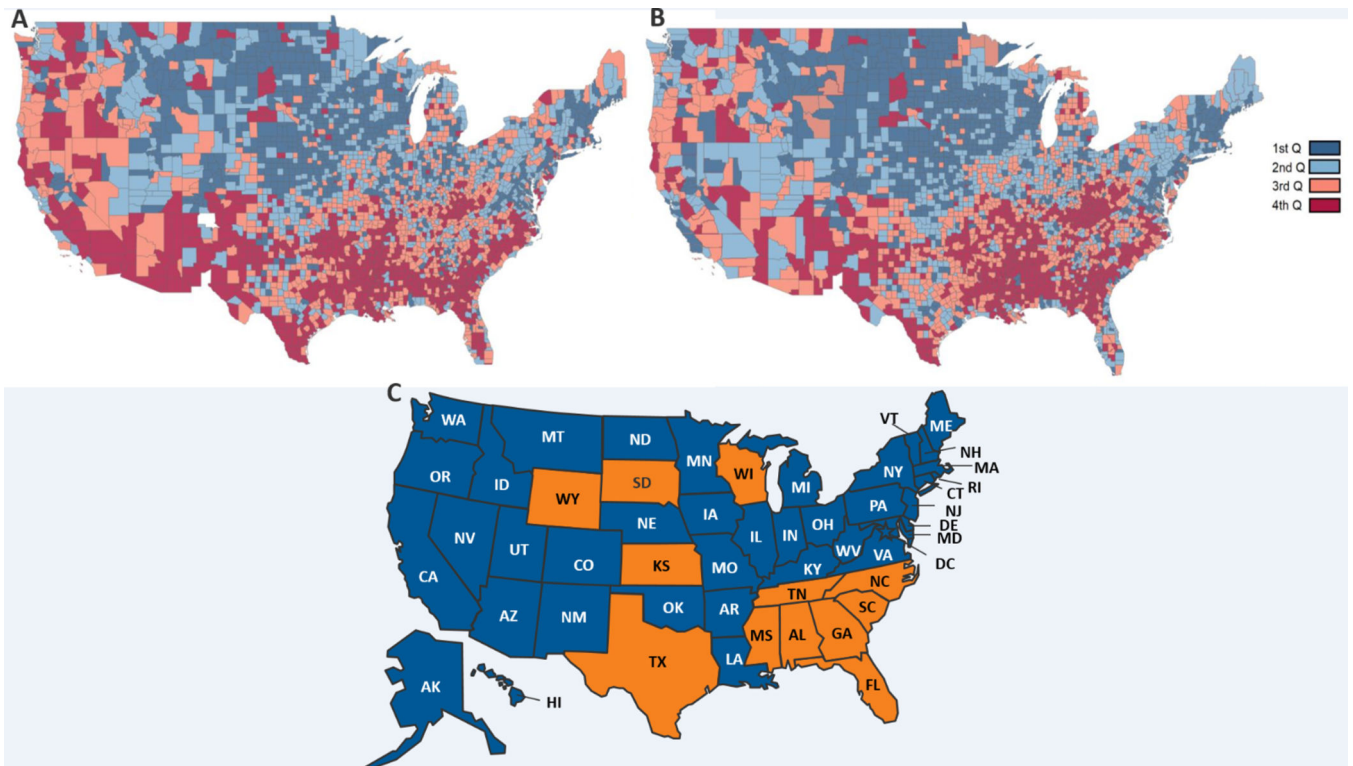 A
B
1st Q
2nd Q
3rd Q
4th Q
C
WA
MT
ND
MN
WI
MI
VT
ME
NH
MA
RI
CT
NJ
DE
MD
DC
NY
PA
OR
ID
WY
SD
NE
IA
IL
IN
OH
WV
VA
NV
UT
CO
KS
MO
KY
CA
AZ
NM
OK
AR
TN
NC
SC
MS
AL
GA
TX
LA
FL
AK
HI